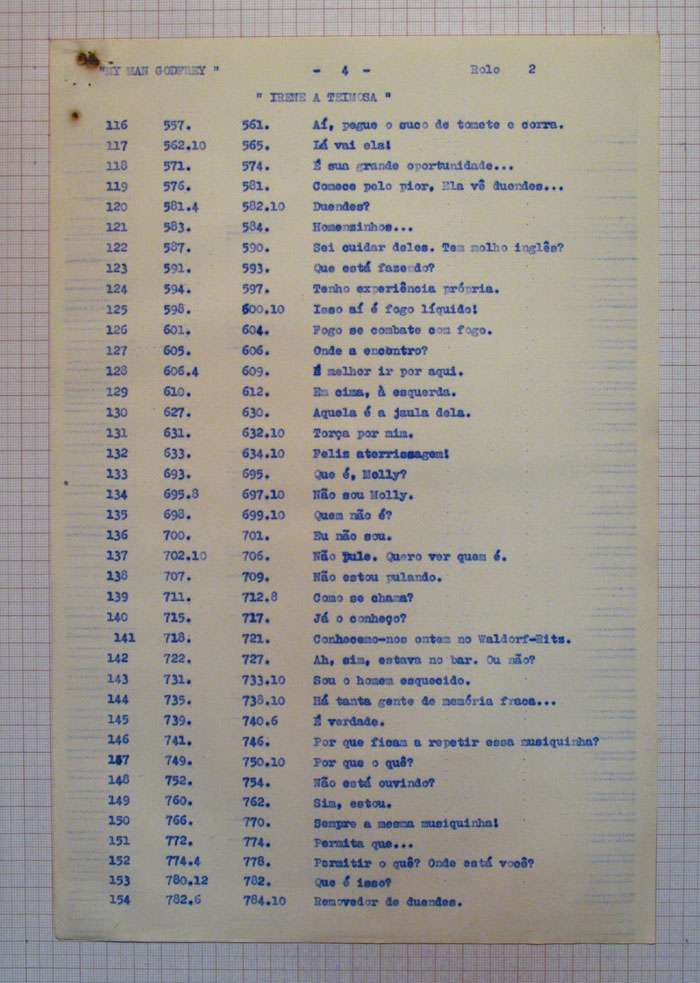 "MY MAN GODFREY " - 4 - Rolo 2
" IRENE A TEIMOSA "
116 557. 561. Aí, pegue o suco de tomete e corra.
117 562.10 565. Lá vai ela!
118 571. 574. É sua grande oportunidade...
119 576. 581. Comece pelo pior, Ela vê duendes...
120 581.4 582.10 Duendes?
121 583. 584. Homenzinhos...
122 587. 590. Sei cuidar deles. Tem molho inglês?
123 591. 593. Que está fazendo?
124 594. 597. Tenho experiência própria.
125 598. 600.10 Isso aí é fogo líquido!
126 601. 604. Fogo se combate com fogo.
127 605. 606. Onde a encontro?
128 606.4 609. É melhor ir por aqui.
129 610. 612. Em cima, à esquerda.
130 627. 630. Aquela é a jaula dela.
131 631. 632.10 Torça por mim.
132 633. 634.10 Feliz aterrissagem!
133 693. 695. Que é, Molly?
134 695.8 697.10 Não sou Molly.
135 698. 699.10 Quem não é?
136 700. 701. Eu não sou.
137 702.10 706. Não pule. Quero ver quem é.
138 707. 709. Não estou pulando.
139 711. 712.8 Como se chama?
140 715. 717. Já o conheço?
141 718. 721. Conhecemo-nos ontem no Waldorf-Ritz.
142 722. 727. Ah, sim, estava no bar. Ou não?
143 731. 733.10 Sou o homem esquecido.
144 735. 738.10 Há tanta gente de memória fraca...
145 739. 740.6 É verdade.
146 741. 746. Por que ficam a repetir essa musiquinha?
147 749. 750.10 Por que o quê?
148 752. 754. Não está ouvindo?
149 760. 762. Sim, estou.
150 766. 770. Sempre a mesma musiquinha!
151 772. 774. Permita que...
152 774.4 778. Permitir o quê? Onde está você?
153 780.12 782. Que é isso?
154 782.6 784.10 Removedor de duendes.